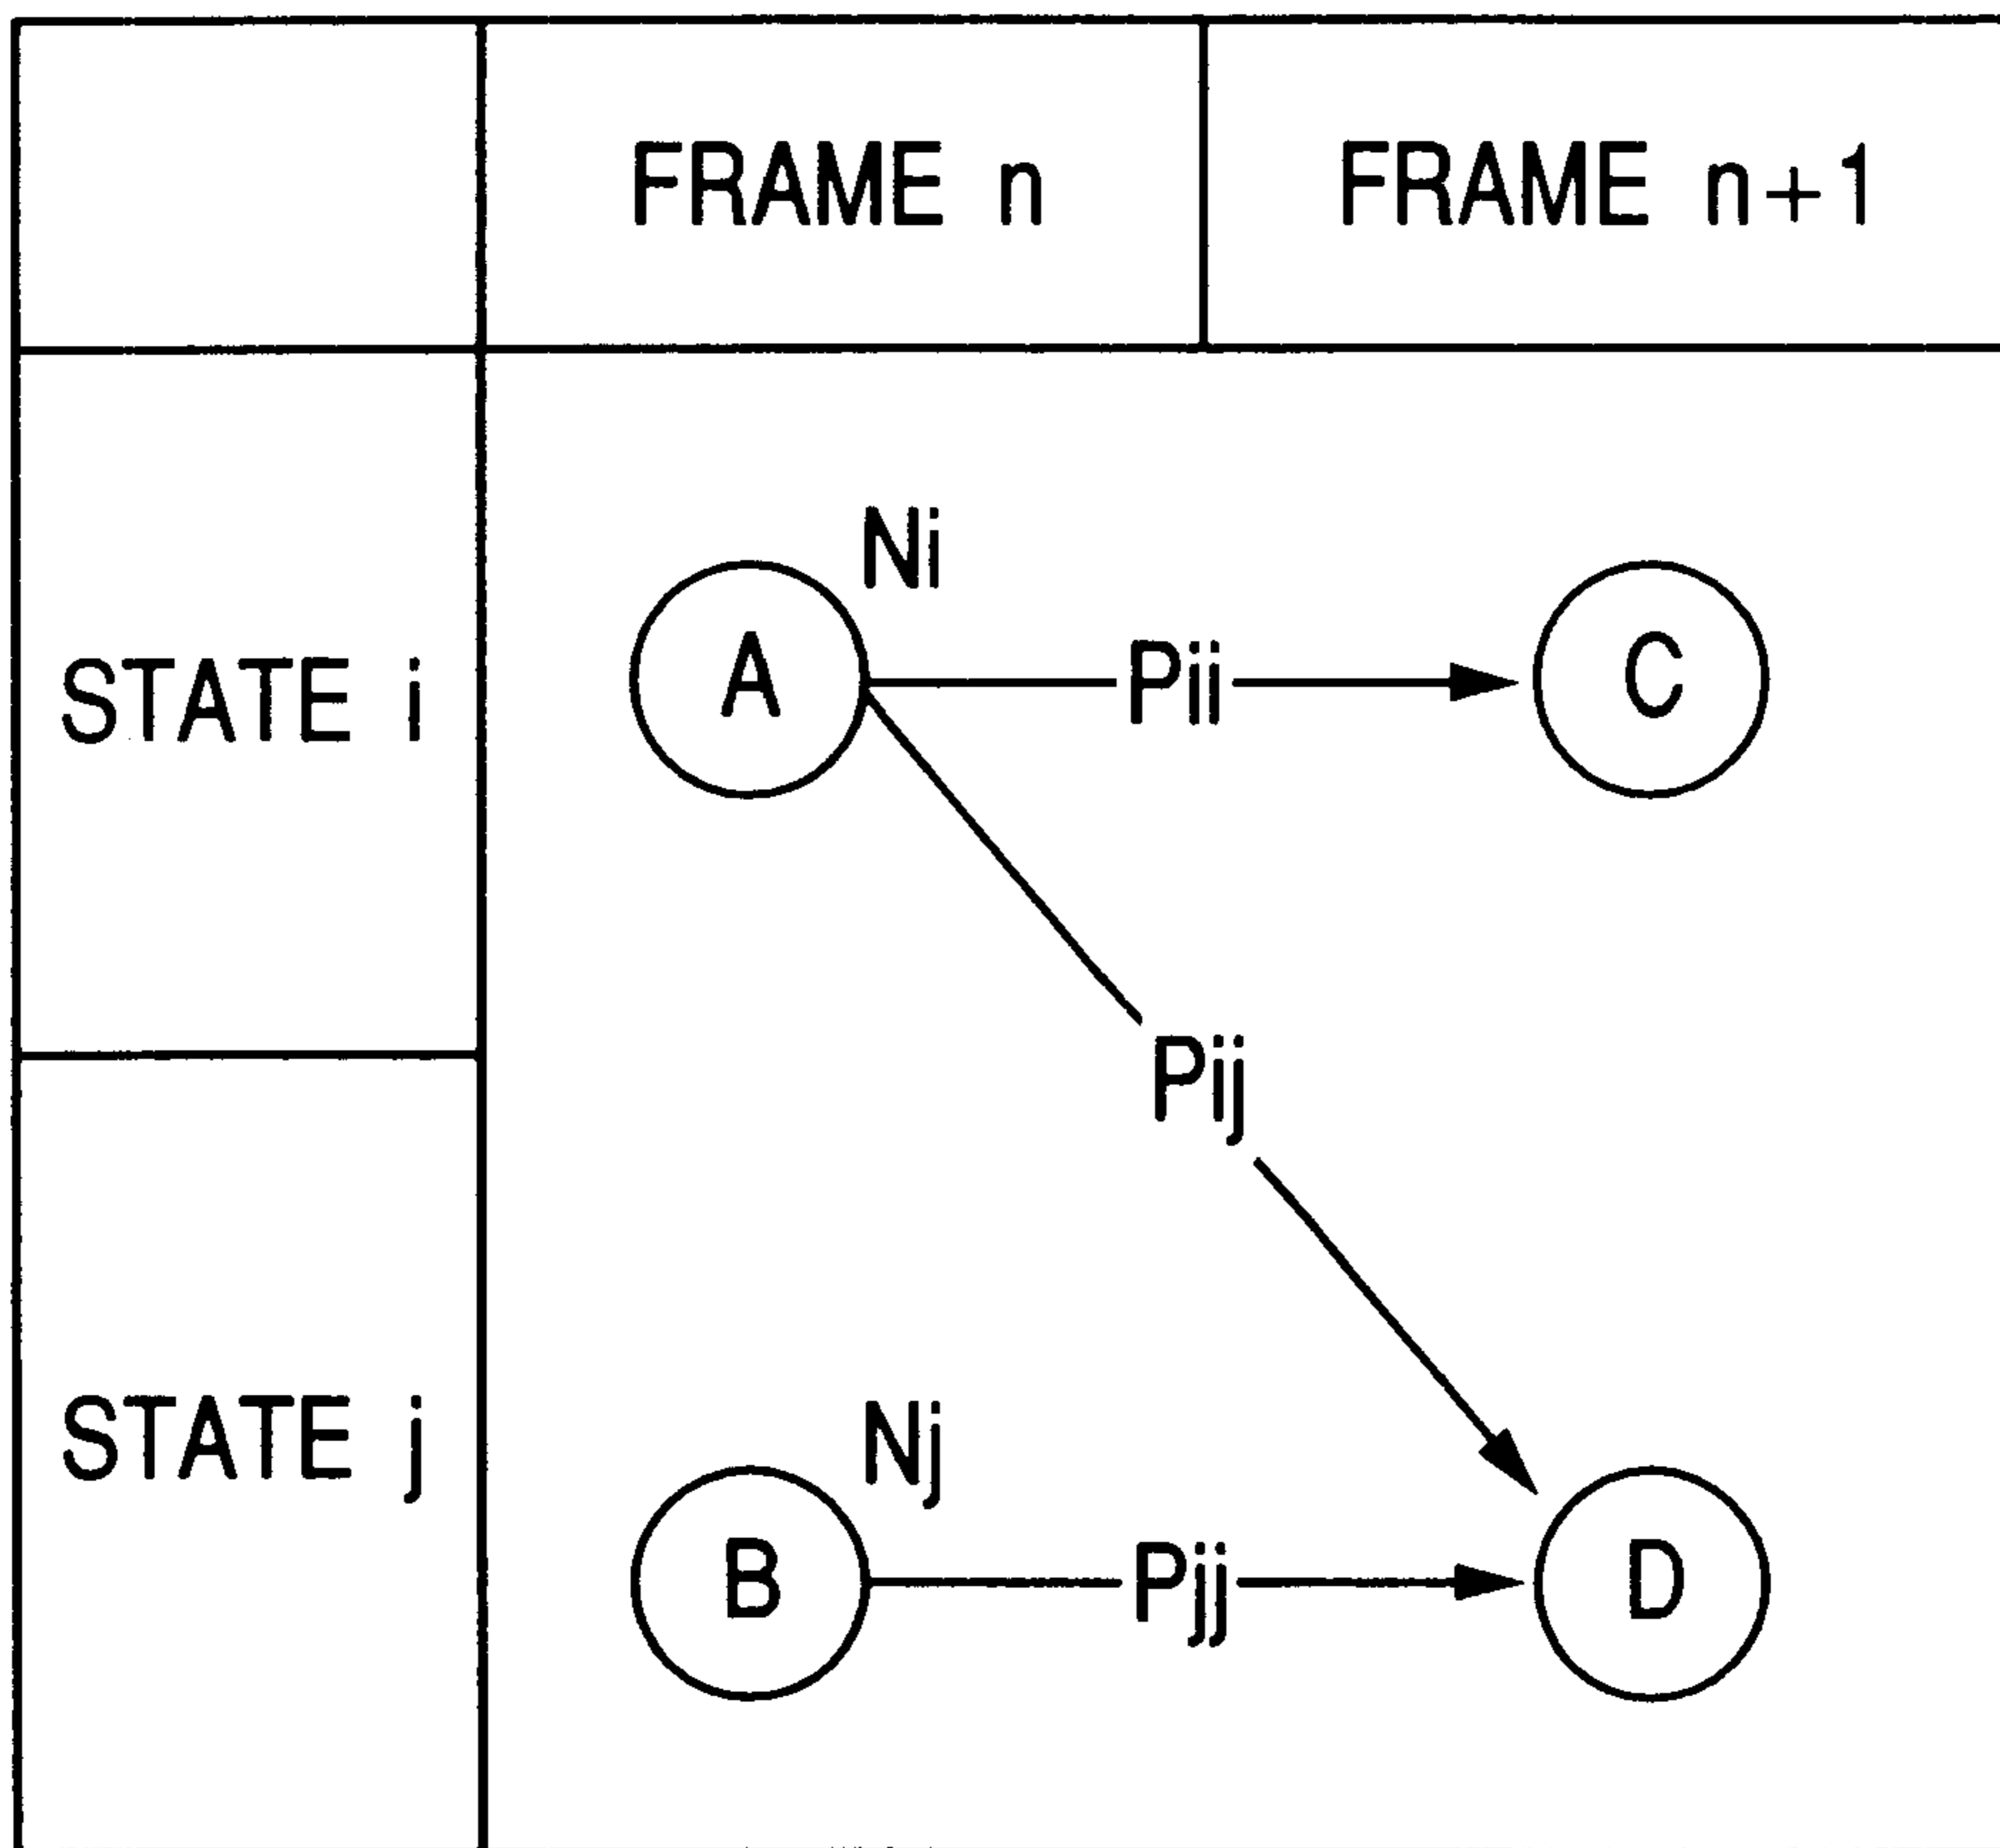 FRAME n
FRAME n+1
Ni
STATE i
A
Pii
C
Pij
Nj
STATE j
B
Pjj
D